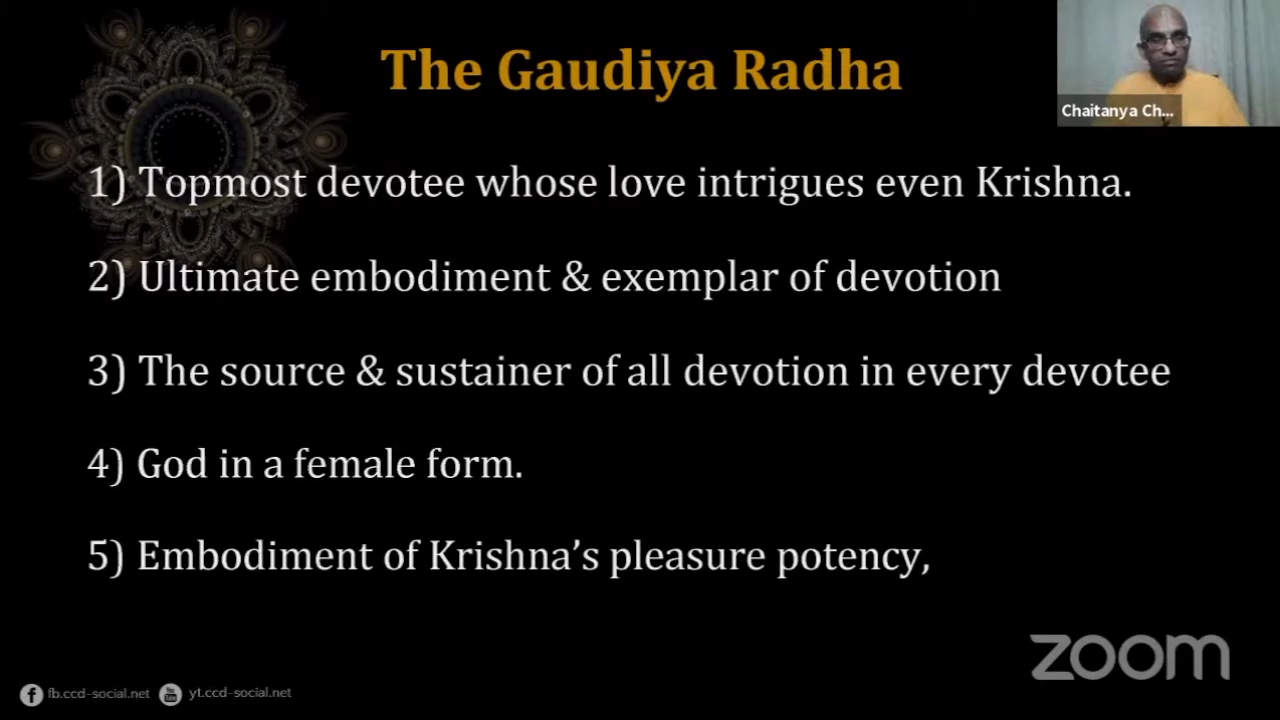 The Gaudiya Radha
Chaitanya Ch...
1) Topmost devotee whose love intrigues even Krishna.
2) Ultimate embodiment & exemplar of devotion
3) The source & sustainer of all devotion in every devotee
4) God in a female form.
5) Embodiment of Krishna’s pleasure potency,
zoom
fb.ccd-social.net yt.ccd-social.net